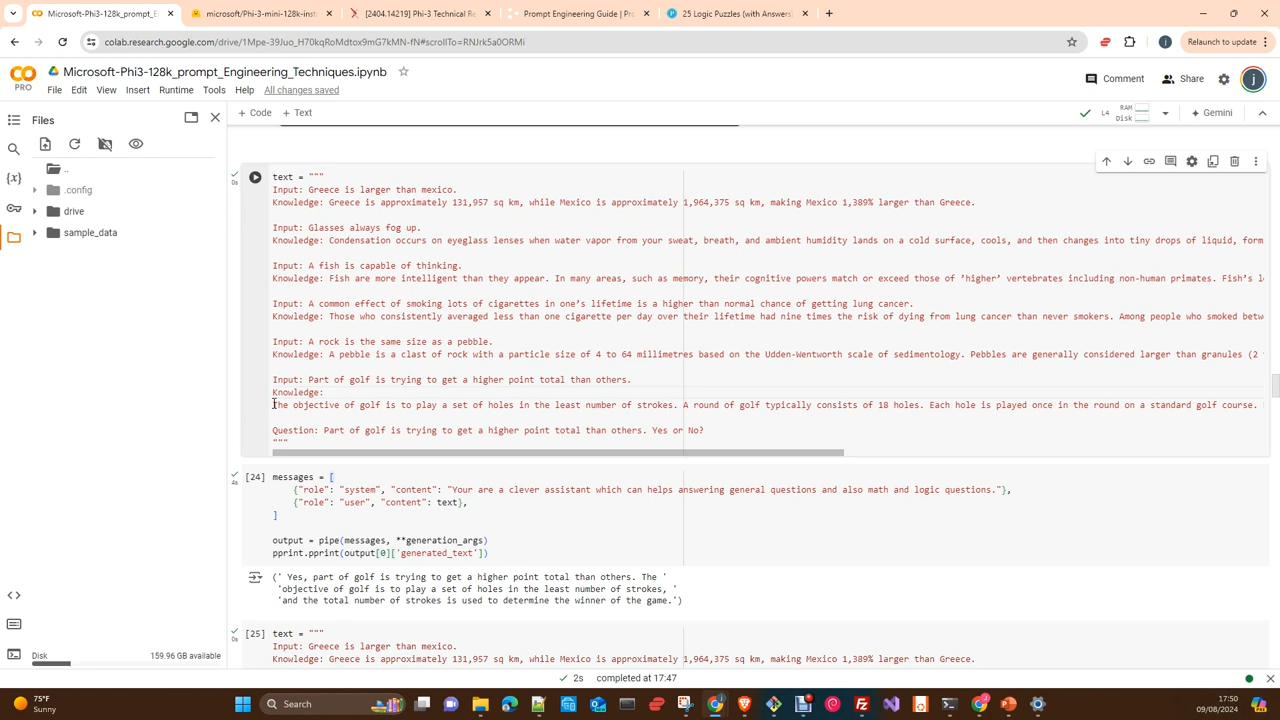 Microsoft-Phi3-128k_prompt_E
microsoft/Phi-3-mini-128k-inst
[2404.14219] Phi-3 Technical Re
Prompt Engineering Guide | Pro
25 Logic Puzzles (with Answers)
colab.research.google.com/drive/1Mpe-39Juo_H70kqRoMdtox9mG7kMN-fN#scrollTo=RNJrk5a0ORMi
Relaunch to update
Microsoft-Phi3-128k_prompt_Engineering_Techniques.ipynb
PRO
File Edit View Insert Runtime Tools Help All changes saved
Comment
Share
Files
+ Code + Text
L4
RAM
Disk
Gemini
..
.config
drive
sample_data
0s
text = """
Input: Greece is larger than mexico.
Knowledge: Greece is approximately 131,957 sq km, while Mexico is approximately 1,964,375 sq km, making Mexico 1,389% larger than Greece.
Input: Glasses always fog up.
Knowledge: Condensation occurs on eyeglass lenses when water vapor from your sweat, breath, and ambient humidity lands on a cold surface, cools, and then changes into tiny drops of liquid, form
Input: A fish is capable of thinking.
Knowledge: Fish are more intelligent than they appear. In many areas, such as memory, their cognitive powers match or exceed those of ’higher’ vertebrates including non-human primates. Fish’s l
Input: A common effect of smoking lots of cigarettes in one’s lifetime is a higher than normal chance of getting lung cancer.
Knowledge: Those who consistently averaged less than one cigarette per day over their lifetime had nine times the risk of dying from lung cancer than never smokers. Among people who smoked betw
Input: A rock is the same size as a pebble.
Knowledge: A pebble is a clast of rock with a particle size of 4 to 64 millimetres based on the Udden-Wentworth scale of sedimentology. Pebbles are generally considered larger than granules (2
Input: Part of golf is trying to get a higher point total than others.
Knowledge:
The objective of golf is to play a set of holes in the least number of strokes. A round of golf typically consists of 18 holes. Each hole is played once in the round on a standard golf course.
Question: Part of golf is trying to get a higher point total than others. Yes or No?
"""
[24] messages = [
4s
{"role": "system", "content": "Your are a clever assistant which can helps answering general questions and also math and logic questions."},
{"role": "user", "content": text},
]
output = pipe(messages, **generation_args)
pprint.pprint(output[0]['generated_text'])
(' Yes, part of golf is trying to get a higher point total than others. The '
'objective of golf is to play a set of holes in the least number of strokes, '
'and the total number of strokes is used to determine the winner of the game.')
[25] text = """
0s
Input: Greece is larger than mexico.
Knowledge: Greece is approximately 131,957 sq km, while Mexico is approximately 1,964,375 sq km, making Mexico 1,389% larger than Greece.
Disk 159.96 GB available
2s completed at 17:47
75°F
Sunny
Search
17:50
09/08/2024